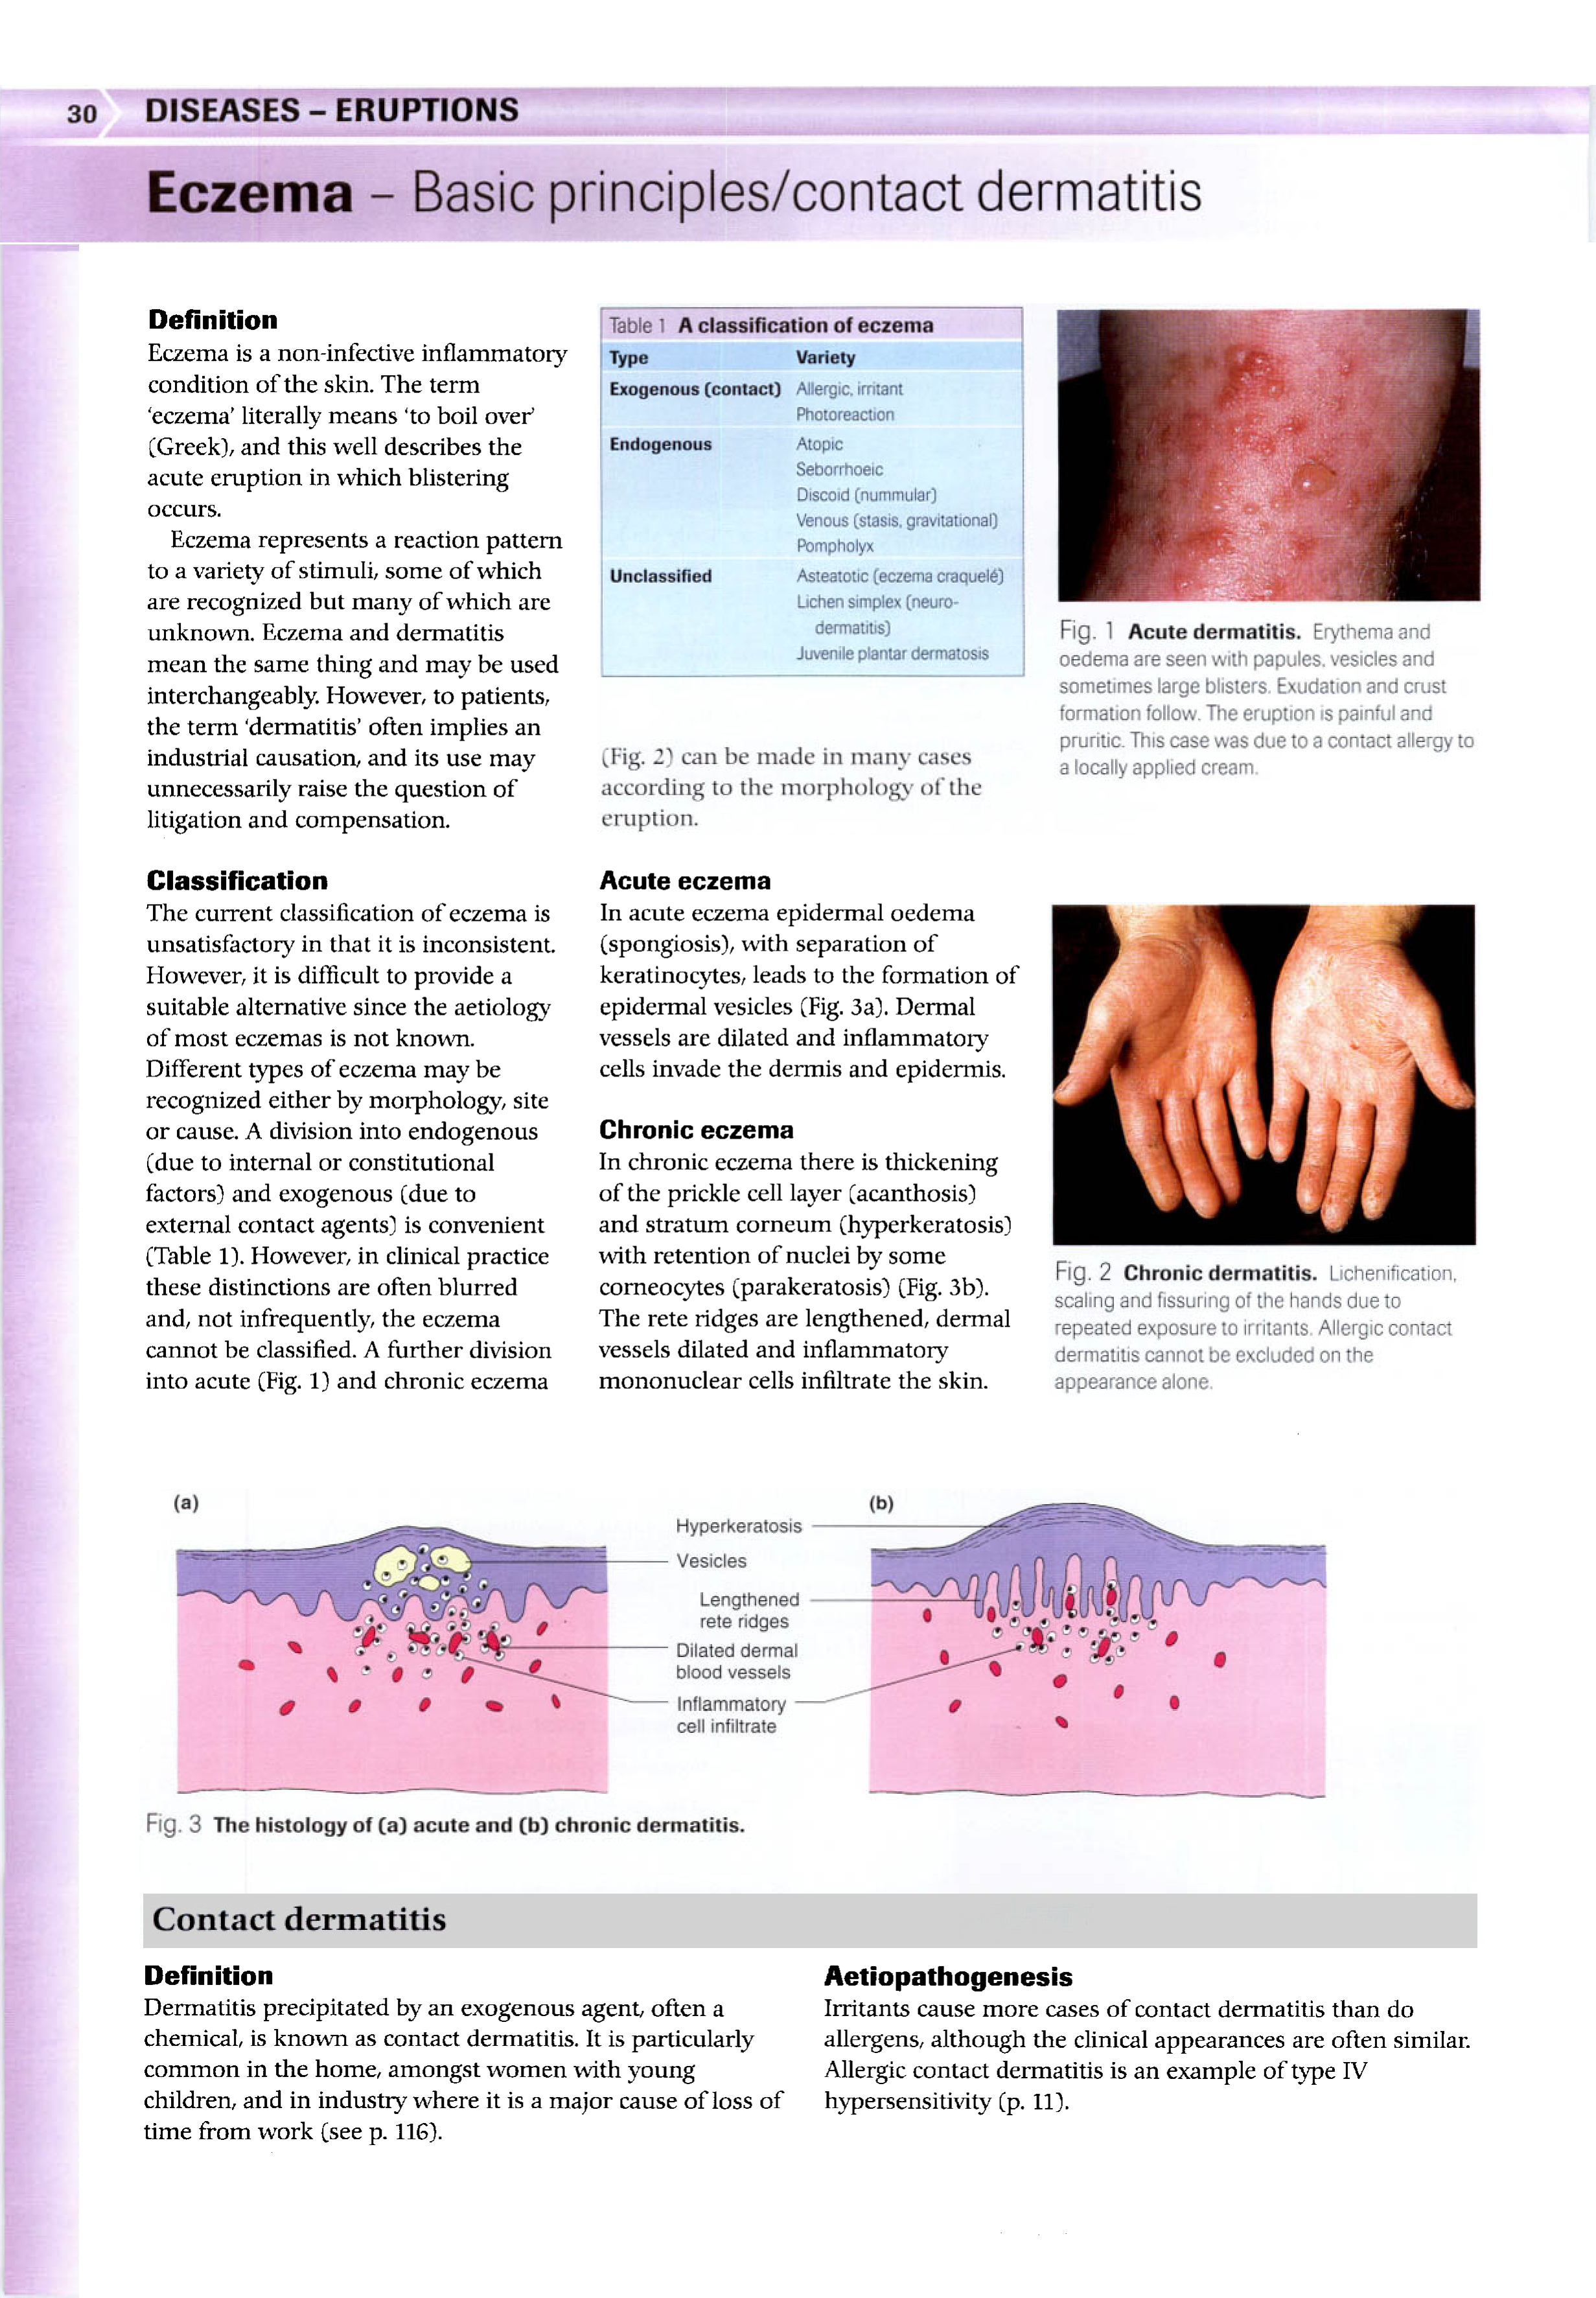 30
DISEASES – ERUPTIONS
Eczema – Basic principles/contact dermatitis
Definition
Eczema is a non-infective inflammatory
condition of the skin. The term
‘eczema’ literally means ‘to boil over’
(Greek), and this well describes the
acute eruption in which blistering
occurs.
Eczema represents a reaction pattern
to a variety of stimuli, some of which
are recognized but many of which are
unknown. Eczema and dermatitis
mean the same thing and may be used
interchangeably. However, to patients,
the term ‘dermatitis’ often implies an
industrial causation, and its use may
unnecessarily raise the question of
litigation and compensation.
Classification
The current classification of eczema is
unsatisfactory in that it is inconsistent.
However, it is difficult to provide a
suitable alternative since the aetiology
of most eczemas is not known.
Different types of eczema may be
recognized either by morphology, site
or cause. A division into endogenous
(due to internal or constitutional
factors) and exogenous (due to
external contact agents) is convenient
(Table 1). However, in clinical practice
these distinctions are often blurred
and, not infrequently, the eczema
cannot be classified. A further division
into acute (Fig. 1) and chronic eczema
Table 1 A classification of eczema
Type Variety
Exogenous (contact) Allergic, irritant
Photoreaction
Endogenous Atopic
Seborrhoeic
Discoid (nummular)
Venous (stasis, gravitational)
Pompholyx
Unclassified Asteatotic (eczema craquelé)
Lichen simplex (neuro-
dermatitis)
Juvenile plantar dermatosis
(Fig. 2) can be made in many cases
according to the morphology of the
eruption.
Acute eczema
In acute eczema epidermal oedema
(spongiosis), with separation of
keratinocytes, leads to the formation of
epidermal vesicles (Fig. 3a). Dermal
vessels are dilated and inflammatory
cells invade the dermis and epidermis.
Chronic eczema
In chronic eczema there is thickening
of the prickle cell layer (acanthosis)
and stratum corneum (hyperkeratosis)
with retention of nuclei by some
corneocytes (parakeratosis) (Fig. 3b).
The rete ridges are lengthened, dermal
vessels dilated and inflammatory
mononuclear cells infiltrate the skin.
Fig. 1 Acute dermatitis. Erythema and
oedema are seen with papules, vesicles and
sometimes large blisters. Exudation and crust
formation follow. The eruption is painful and
pruritic. This case was due to a contact allergy to
a locally applied cream.
Fig. 2 Chronic dermatitis. Lichenification,
scaling and fissuring of the hands due to
repeated exposure to irritants. Allergic contact
dermatitis cannot be excluded on the
appearance alone.
(a)
(b)
Hyperkeratosis
Vesicles
Lengthened
rete ridges
Dilated dermal
blood vessels
Inflammatory
cell infiltrate
Fig. 3 The histology of (a) acute and (b) chronic dermatitis.
Contact dermatitis
Definition
Dermatitis precipitated by an exogenous agent, often a
chemical, is known as contact dermatitis. It is particularly
common in the home, amongst women with young
children, and in industry where it is a major cause of loss of
time from work (see p. 116).
Aetiopathogenesis
Irritants cause more cases of contact dermatitis than do
allergens, although the clinical appearances are often similar.
Allergic contact dermatitis is an example of type IV
hypersensitivity (p. 11).